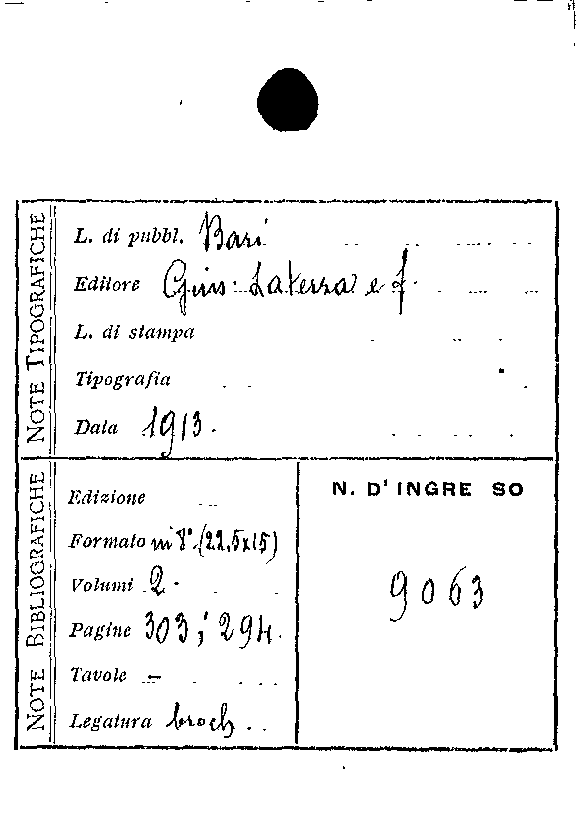 NOTE TIPOGRAFICHE
L. di pubbl. Bari
Editore Gius: Laterza e f.
L. di stampa
Tipografia
Data 1913.
NOTE BIBLIOGRAFICHE
Edizione
Formato in 8°. (22,5x15)
Volumi 2.
Pagine 303; 294.
Tavole –
Legatura broch.
N. D'INGRE SO
9063